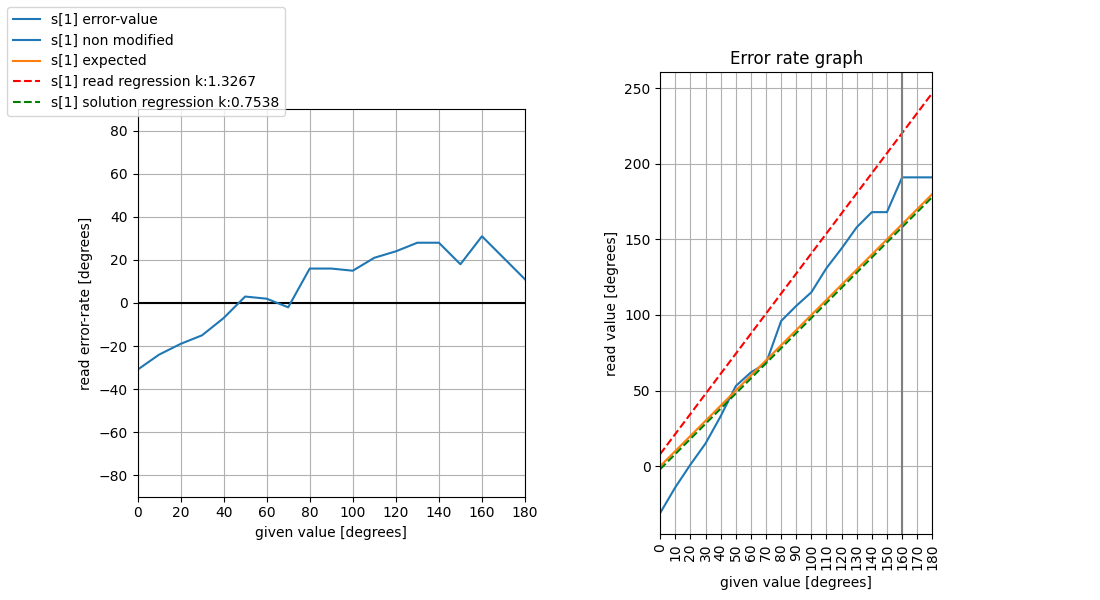 s[1] error-value
s[1] non modified
s[1] expected
s[1] read regression k:1.3267
s[1] solution regression k:0.7538
80
60
40
20
0
−20
−40
−60
−80
read error-rate [degrees]
0 20 40 60 80 100 120 140 160 180
given value [degrees]
Error rate graph
250
200
150
100
50
0
read value [degrees]
0 10 20 30 40 50 60 70 80 90 100 110 120 130 140 150 160 170 180
given value [degrees]